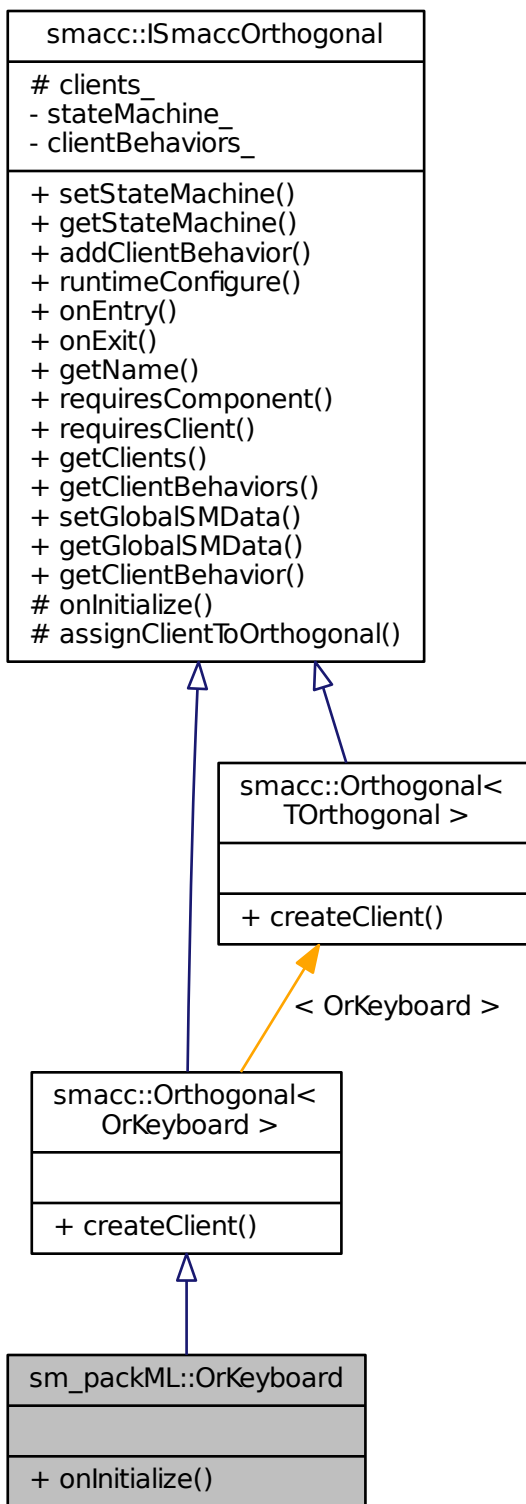 smacc::ISmaccOrthogonal
# clients_
- stateMachine_
- clientBehaviors_
+ setStateMachine()
+ getStateMachine()
+ addClientBehavior()
+ runtimeConfigure()
+ onEntry()
+ onExit()
+ getName()
+ requiresComponent()
+ requiresClient()
+ getClients()
+ getClientBehaviors()
+ setGlobalSMData()
+ getGlobalSMData()
+ getClientBehavior()
# onInitialize()
# assignClientToOrthogonal()
smacc::Orthogonal<
TOrthogonal >
+ createClient()
< OrKeyboard >
smacc::Orthogonal<
OrKeyboard >
+ createClient()
sm_packML::OrKeyboard
+ onInitialize()